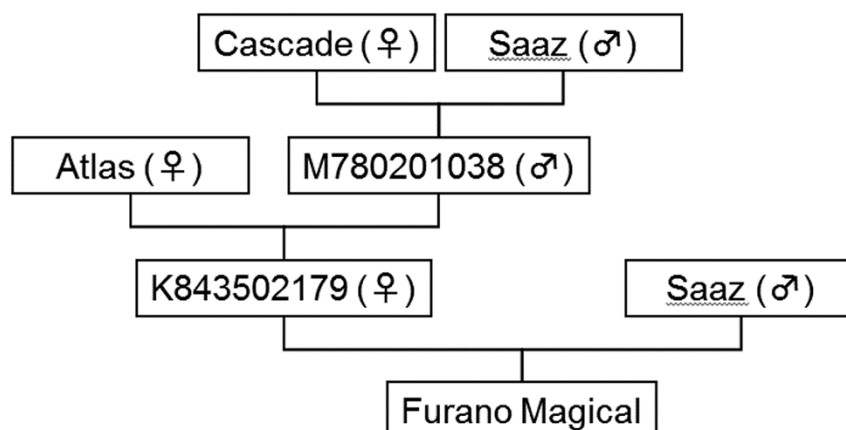 Cascade (♀)
Saaz (♂)
Atlas (♀)
M780201038 (♂)
K843502179 (♀)
Saaz (♂)
Furano Magical